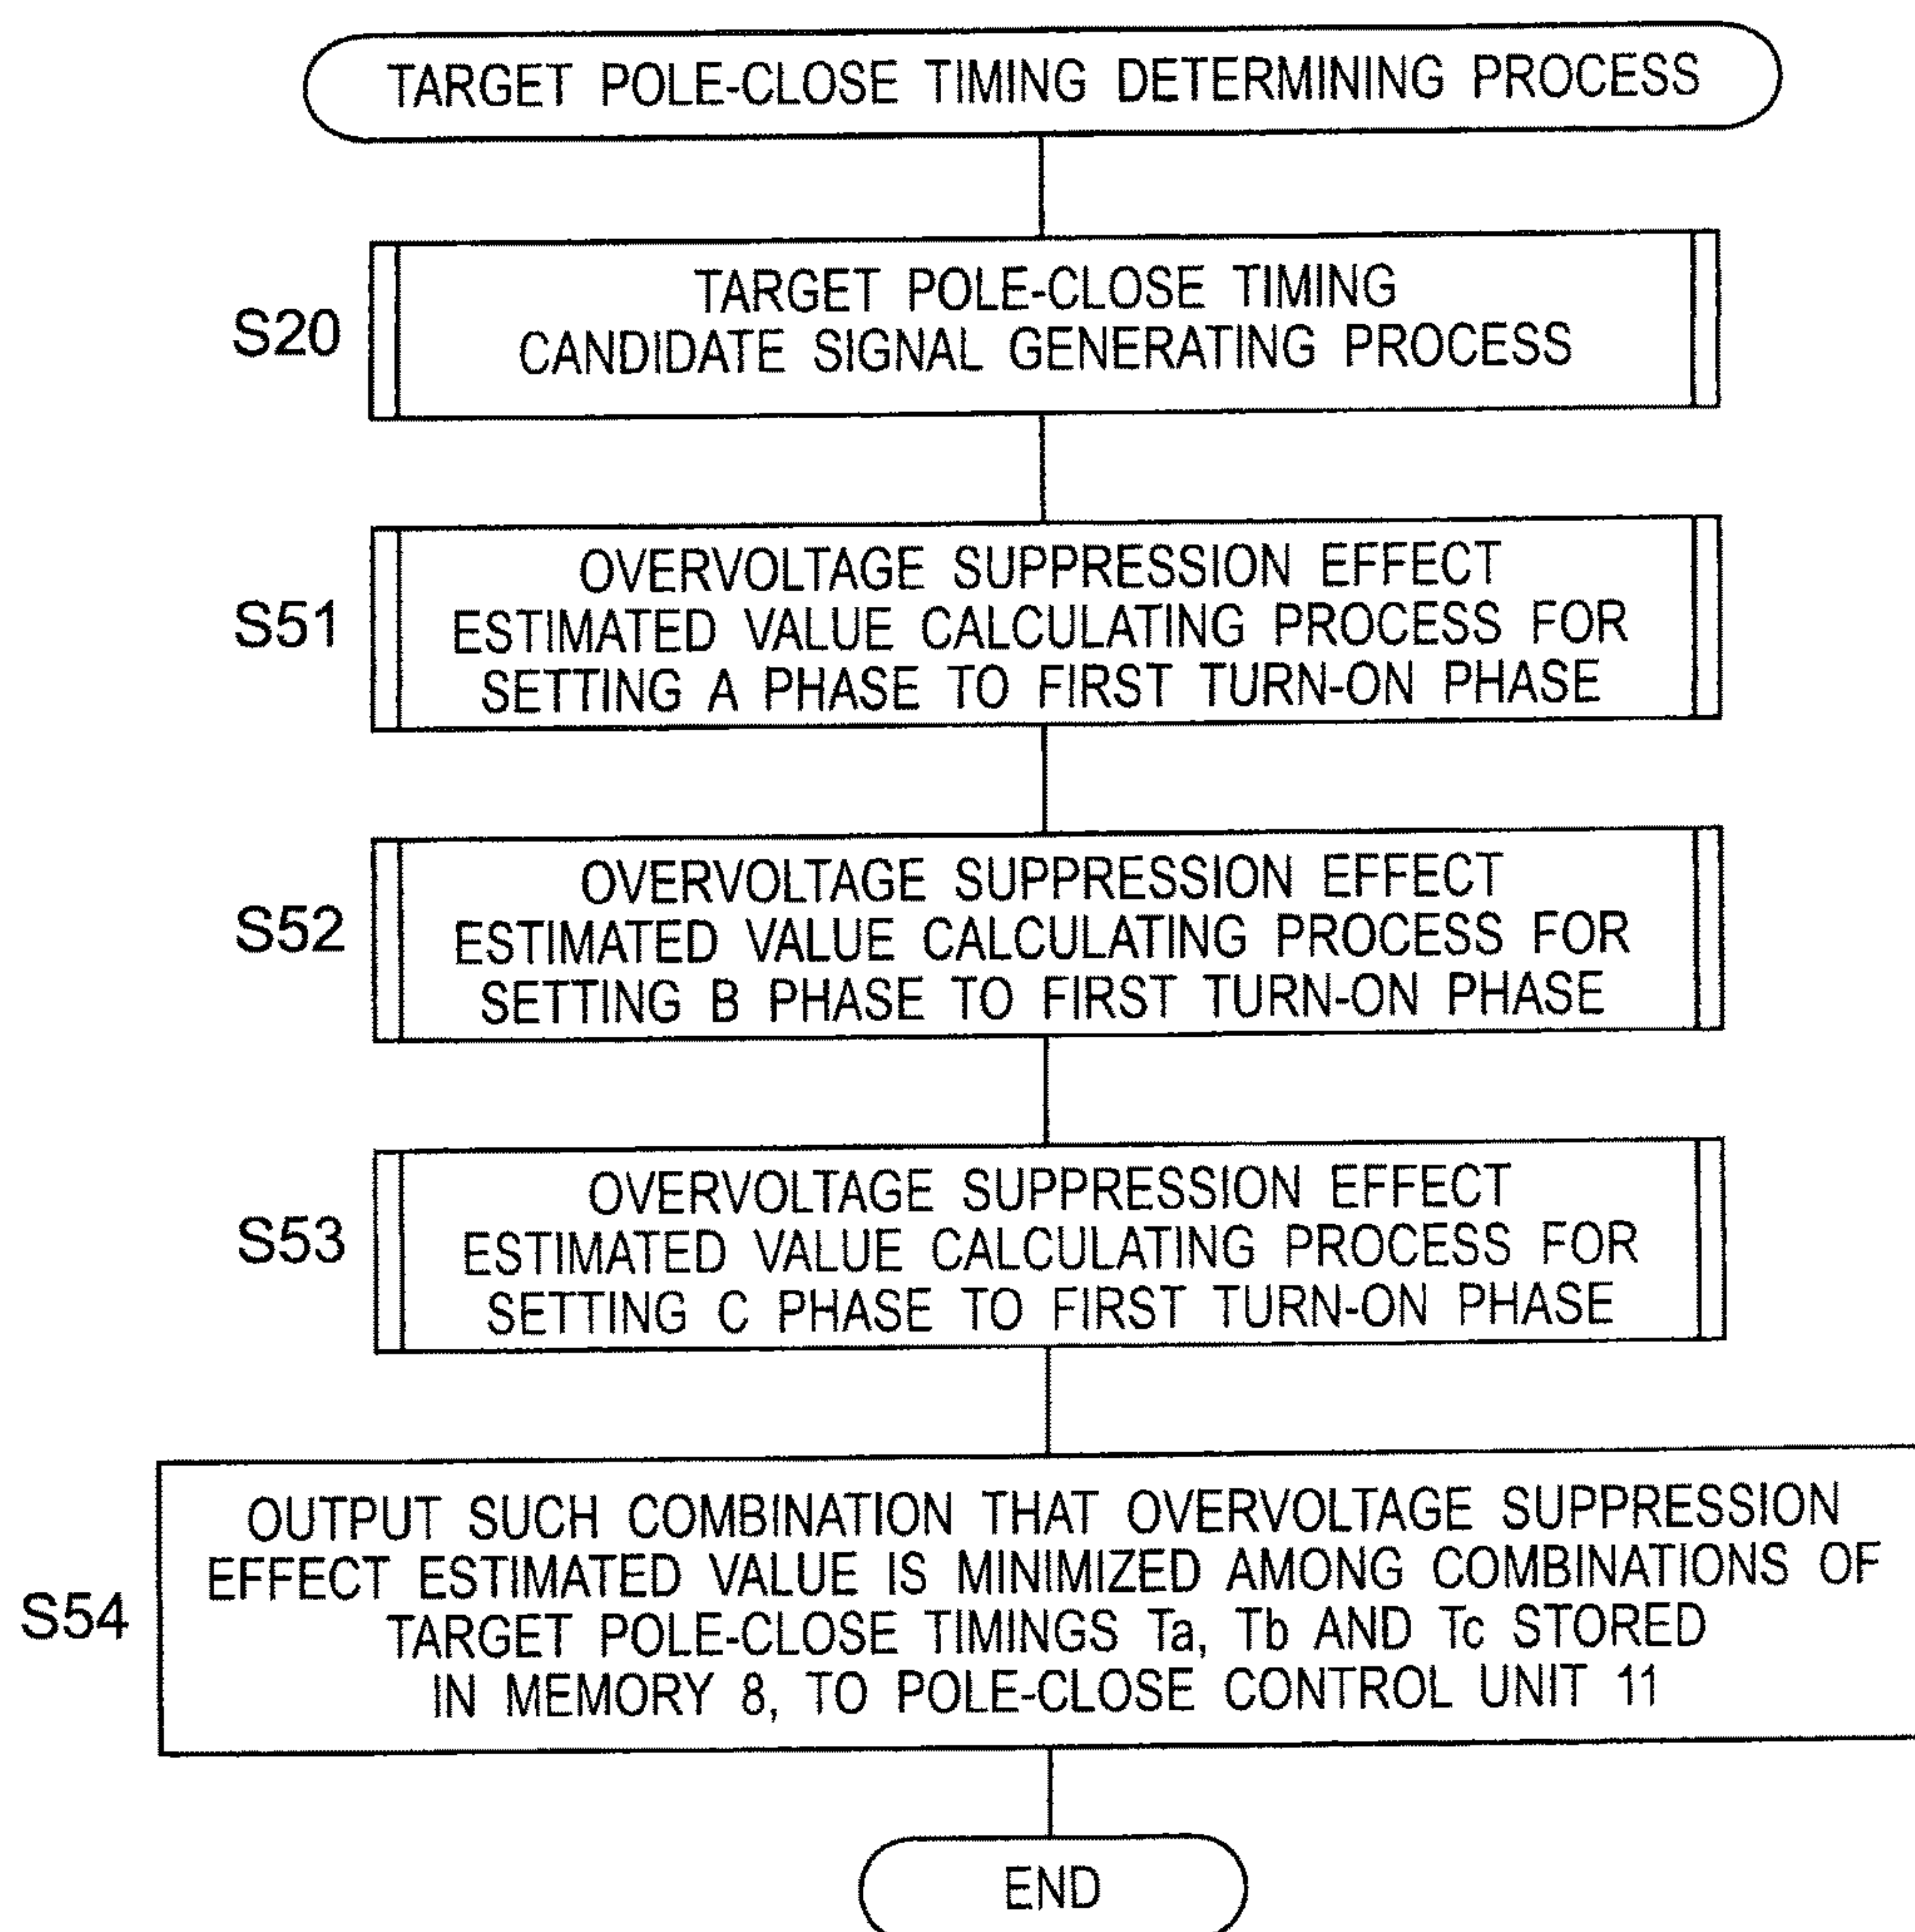 TARGET POLE-CLOSE TIMING DETERMINING PROCESS
S20
TARGET POLE-CLOSE TIMING
CANDIDATE SIGNAL GENERATING PROCESS
S51
OVERVOLTAGE SUPPRESSION EFFECT
ESTIMATED VALUE CALCULATING PROCESS FOR
SETTING A PHASE TO FIRST TURN-ON PHASE
S52
OVERVOLTAGE SUPPRESSION EFFECT
ESTIMATED VALUE CALCULATING PROCESS FOR
SETTING B PHASE TO FIRST TURN-ON PHASE
S53
OVERVOLTAGE SUPPRESSION EFFECT
ESTIMATED VALUE CALCULATING PROCESS FOR
SETTING C PHASE TO FIRST TURN-ON PHASE
S54
OUTPUT SUCH COMBINATION THAT OVERVOLTAGE SUPPRESSION
EFFECT ESTIMATED VALUE IS MINIMIZED AMONG COMBINATIONS OF
TARGET POLE-CLOSE TIMINGS Ta, Tb AND Tc STORED
IN MEMORY 8, TO POLE-CLOSE CONTROL UNIT 11
END